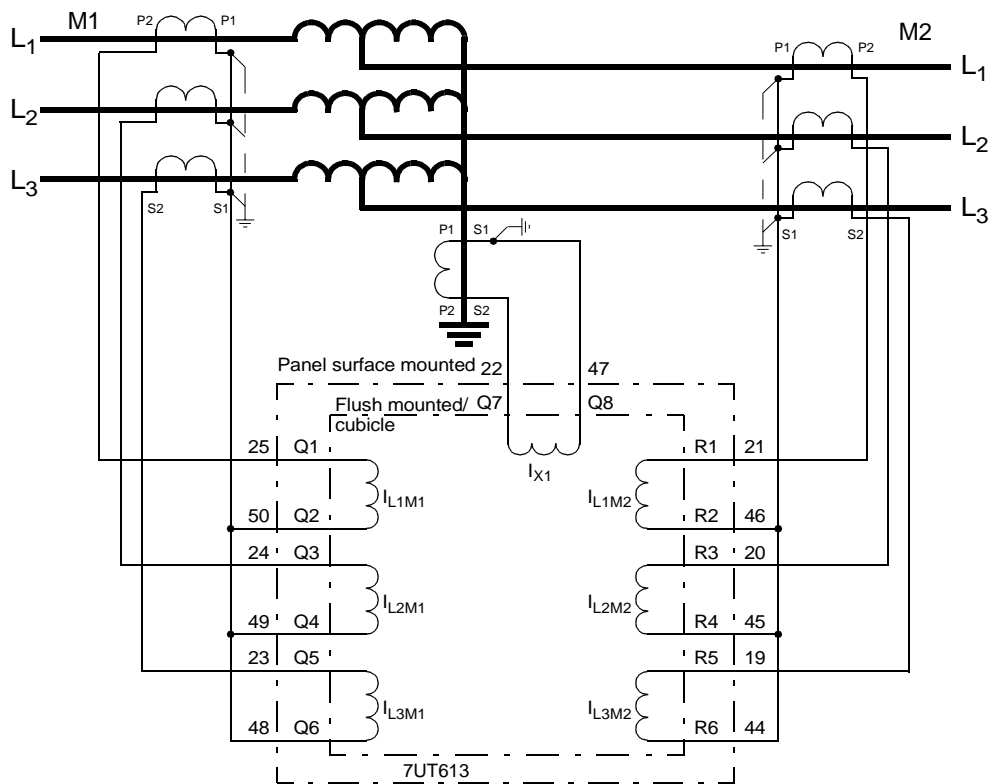 M1 P2 P1 M2
L1 P1 P2 L1
L2 L2
L3 L3
S2 S1 P1 S1 S1 S2
P2 S2
Panel surface mounted 22 47
Flush mounted/ Q7 Q8
cubicle
25 Q1 IX1 R1 21
IL1M1 IL1M2
50 Q2 R2 46
24 Q3 R3 20
IL2M1 IL2M2
49 Q4 R4 45
23 Q5 R5 19
IL3M1 IL3M2
48 Q6 R6 44
7UT613